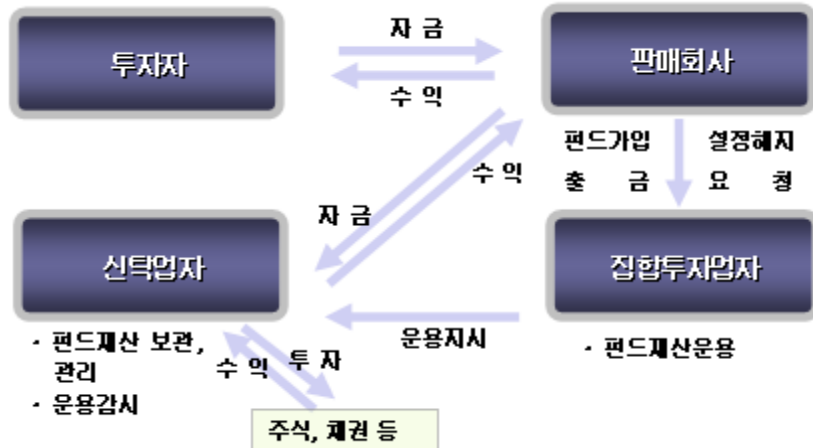 자 금
투자자
판매회사
수 익
펀드가입 설정해지
출 금 요 청
수 익
자 금
신탁업자
집합투자업자
운용지시
· 펀드재산 보관,
관리
· 운용감시
· 펀드재산운용
수 익
투 자
주식, 채권 등